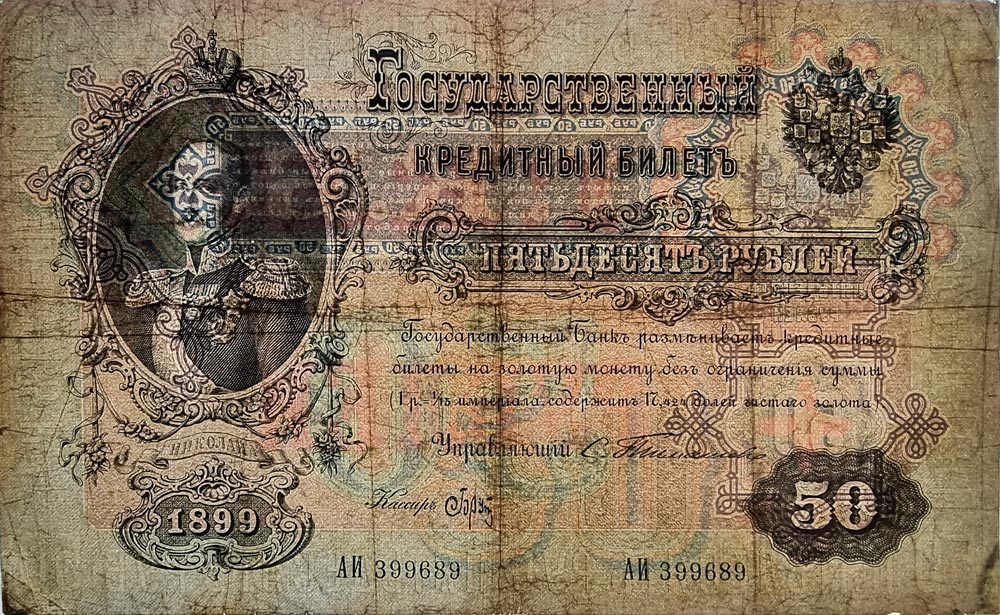 Государственный
кредитный билетъ
пятьдесятъ рублей
Государственный Банкъ размѣниваетъ кредитные
билеты на золотую монету безъ ограниченія суммы
(1 р.= 1/15 имперіала, содержитъ 17,424 долей чистаго золота)
Управляющій
Кассиръ
1899
50
АИ 399689
АИ 399689